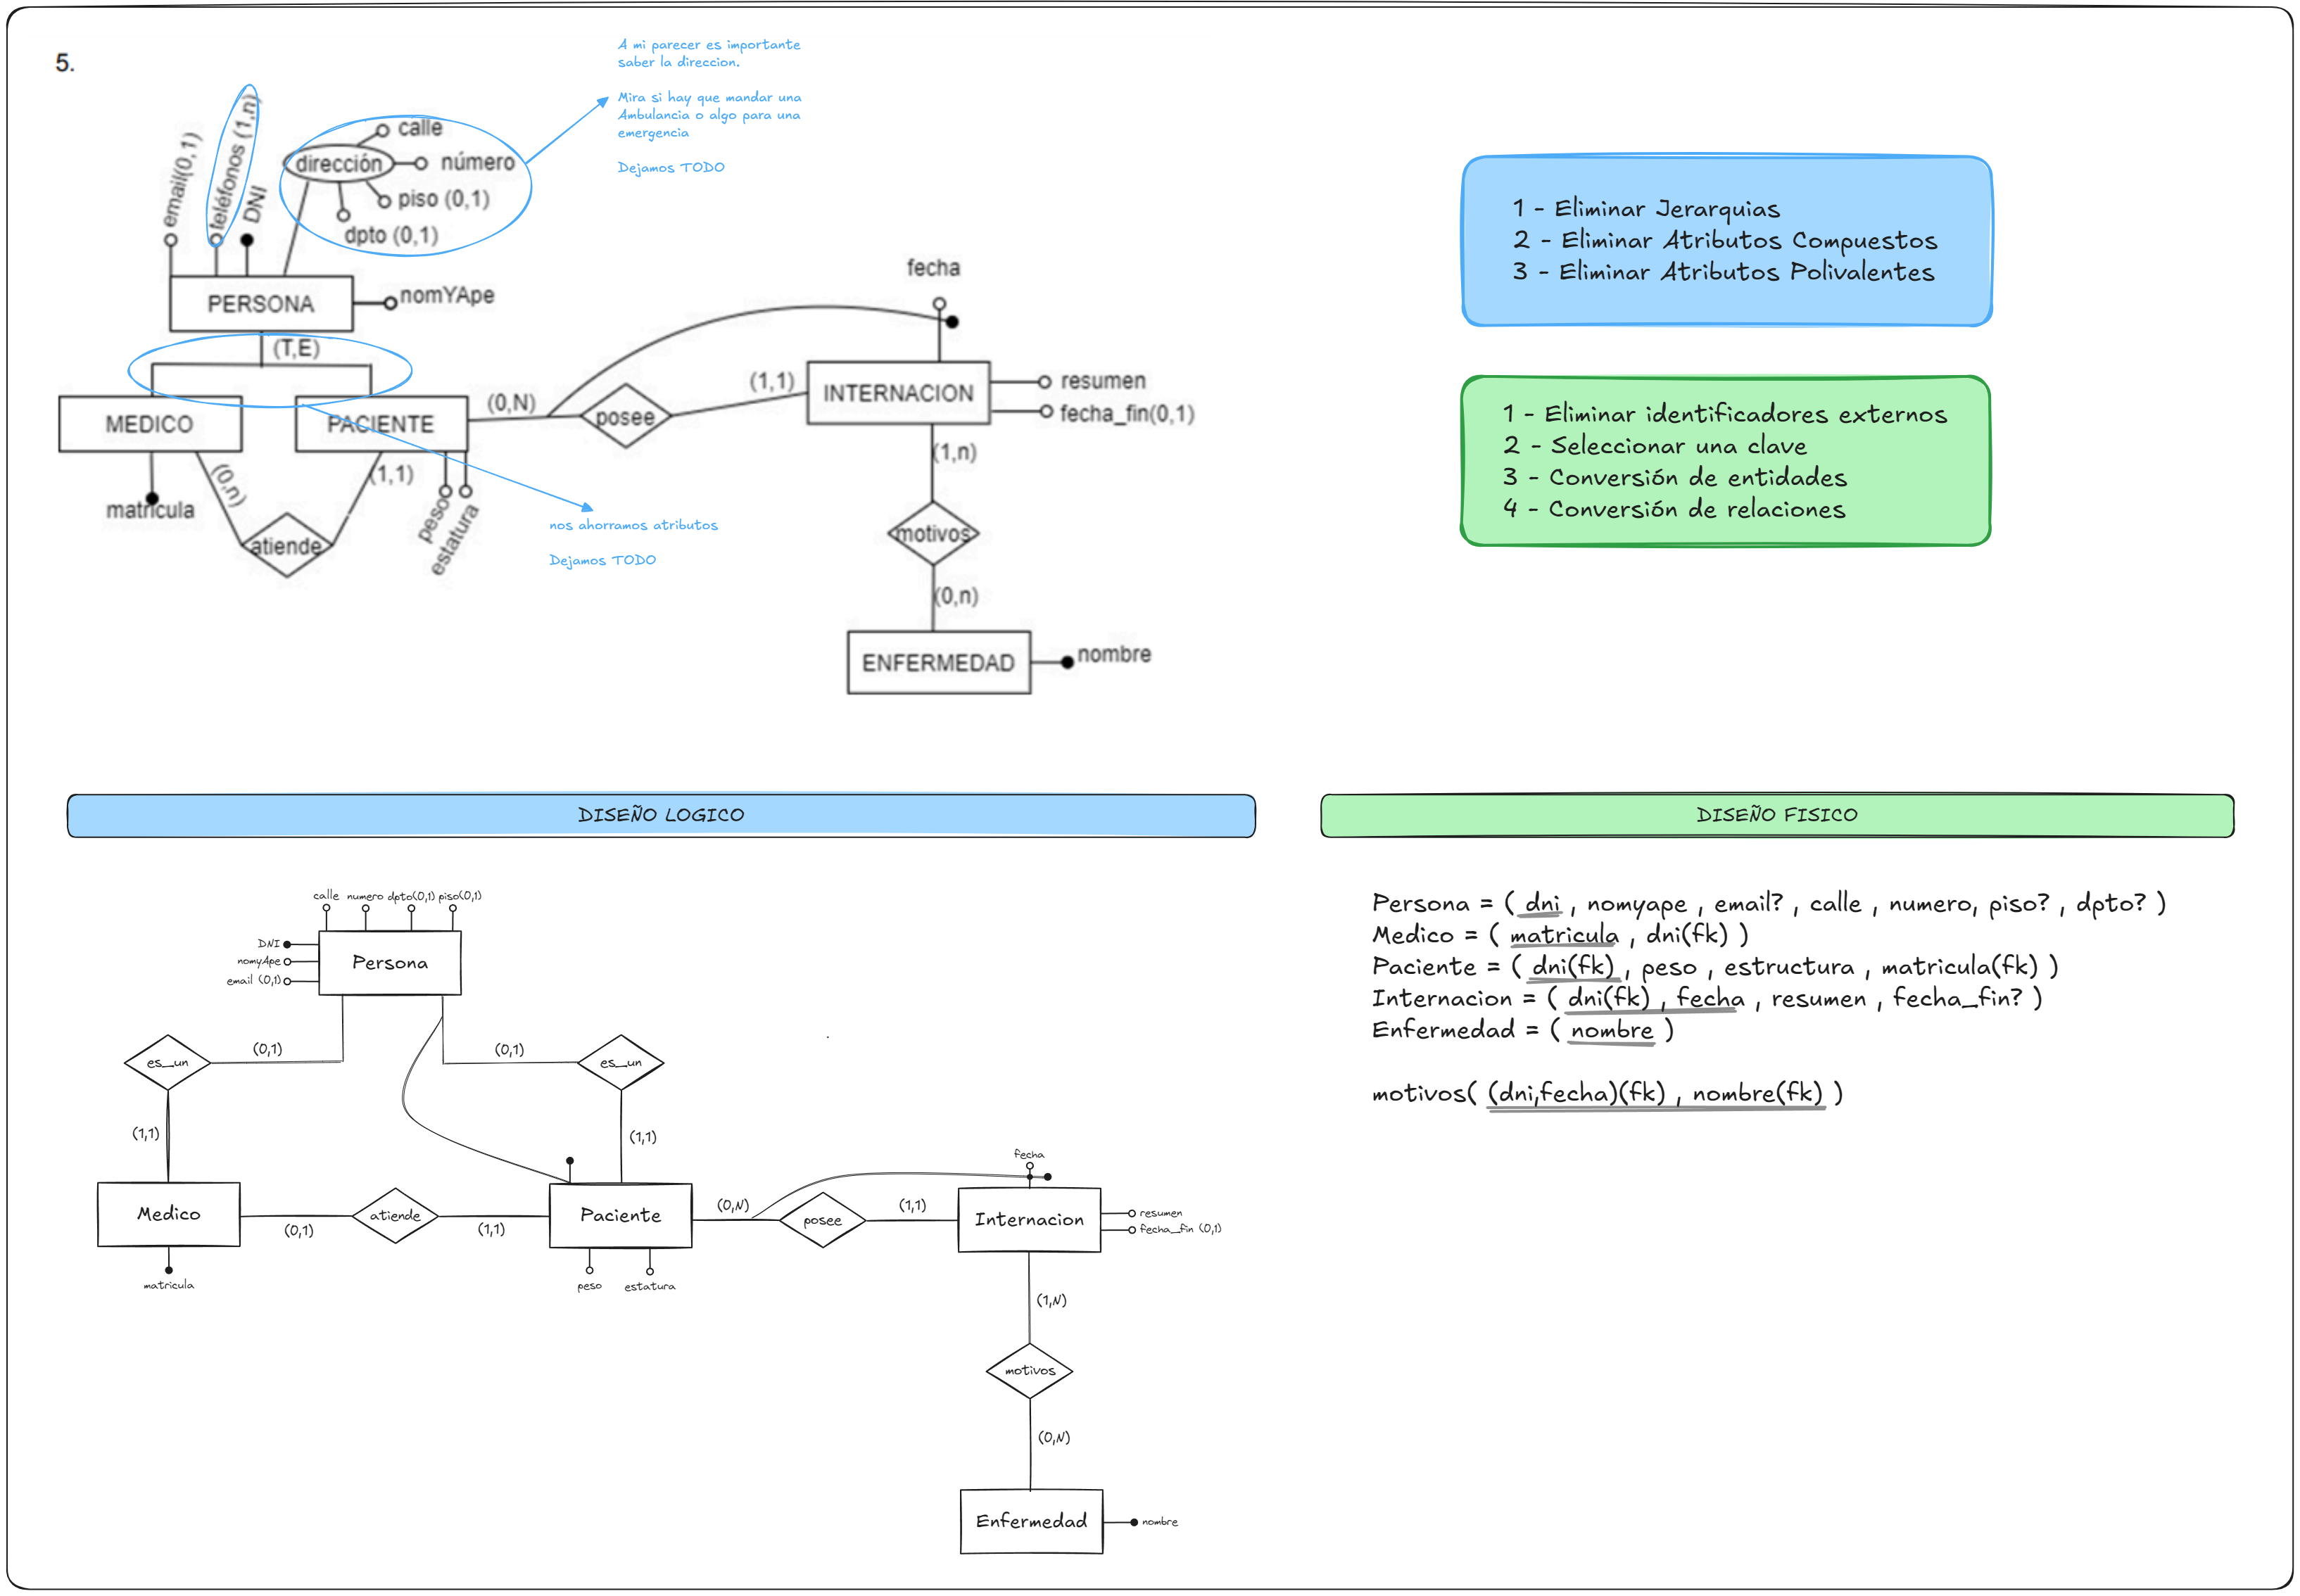 5.
A mi parecer es importante
saber la direccion.
Mira si hay que mandar una
Ambulancia o algo para una
emergencia
Dejamos TODO
email(0,1)
teléfonos (1,n)
DNI
dirección
calle
número
piso (0,1)
dpto (0,1)
PERSONA
nomYApe
(T,E)
MEDICO
PACIENTE
matricula
(0,n)
atiende
(1,1)
peso
estatura
(0,N)
posee
(1,1)
fecha
INTERNACION
resumen
fecha_fin(0,1)
(1,n)
motivos
(0,n)
ENFERMEDAD
nombre
nos ahorramos atributos
Dejamos TODO
1 - Eliminar Jerarquias
2 - Eliminar Atributos Compuestos
3 - Eliminar Atributos Polivalentes
1 - Eliminar identificadores externos
2 - Seleccionar una clave
3 - Conversión de entidades
4 - Conversión de relaciones
DISEÑO LOGICO
calle numero dpto(0,1) piso(0,1)
DNI
nomyApe
email (0,1)
Persona
es_un
(0,1)
(0,1)
es_un
(1,1)
(1,1)
Medico
(0,1)
atiende
(1,1)
Paciente
matricula
peso
estatura
(0,N)
posee
(1,1)
fecha
Internacion
resumen
fecha_fin (0,1)
(1,N)
motivos
(0,N)
Enfermedad
nombre
DISEÑO FISICO
Persona = ( dni , nomyape , email? , calle , numero, piso? , dpto? )
Medico = ( matricula , dni(fk) )
Paciente = ( dni(fk) , peso , estructura , matricula(fk) )
Internacion = ( dni(fk) , fecha , resumen , fecha_fin? )
Enfermedad = ( nombre )
motivos( (dni,fecha)(fk) , nombre(fk) )